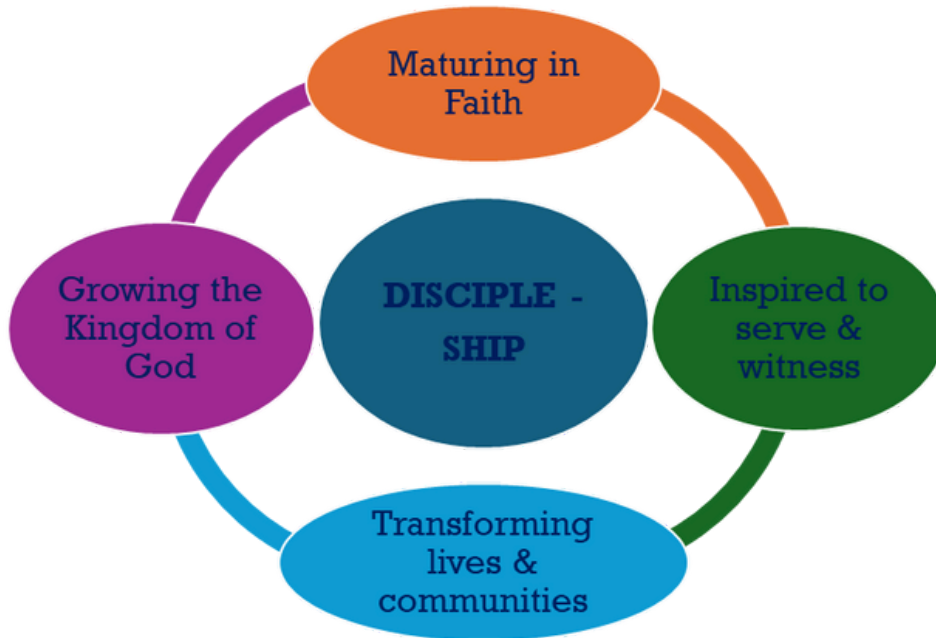 Maturing in
Faith
Growing the
Kingdom of
God
DISCIPLE -
SHIP
Inspired to
serve &
witness
Transforming
lives &
communities